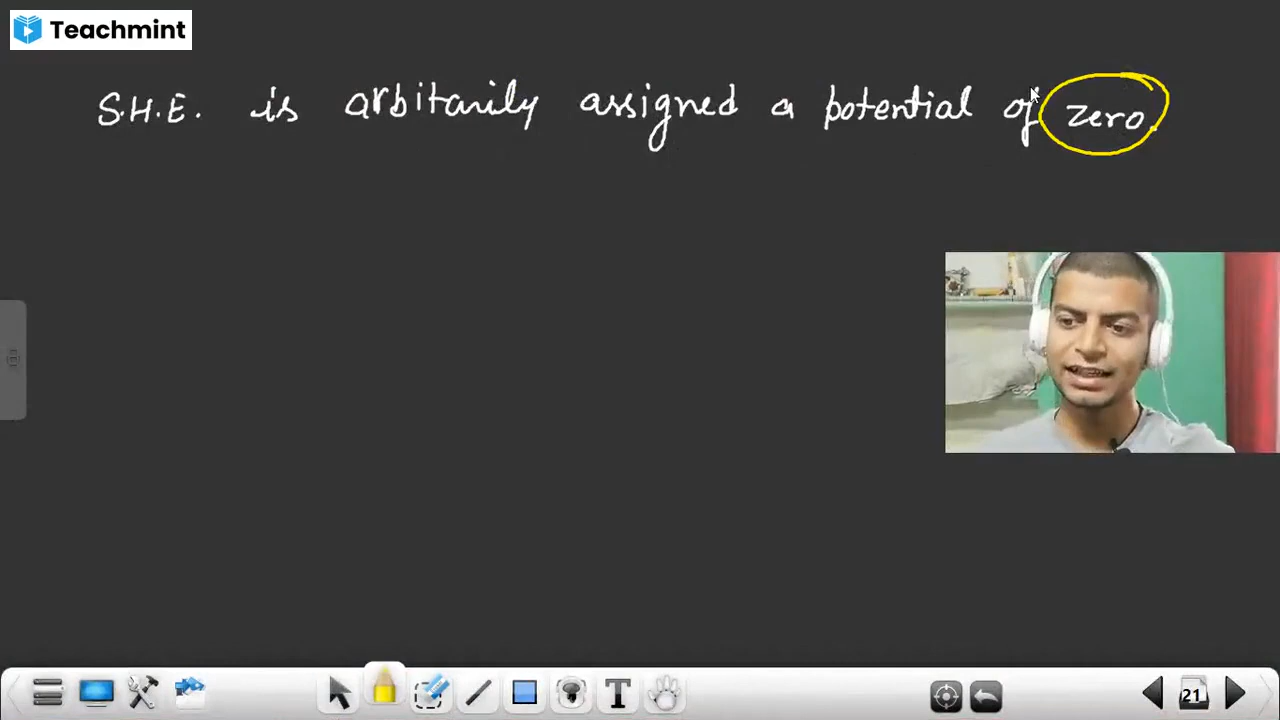 Teachmint
S.H.E. is arbitarily assigned a potential of zero.
21